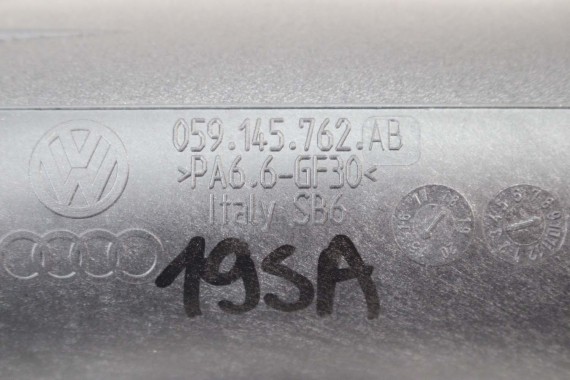 059.145.762.AB
>PA6.6-GF30<
Italy SB6
19SA